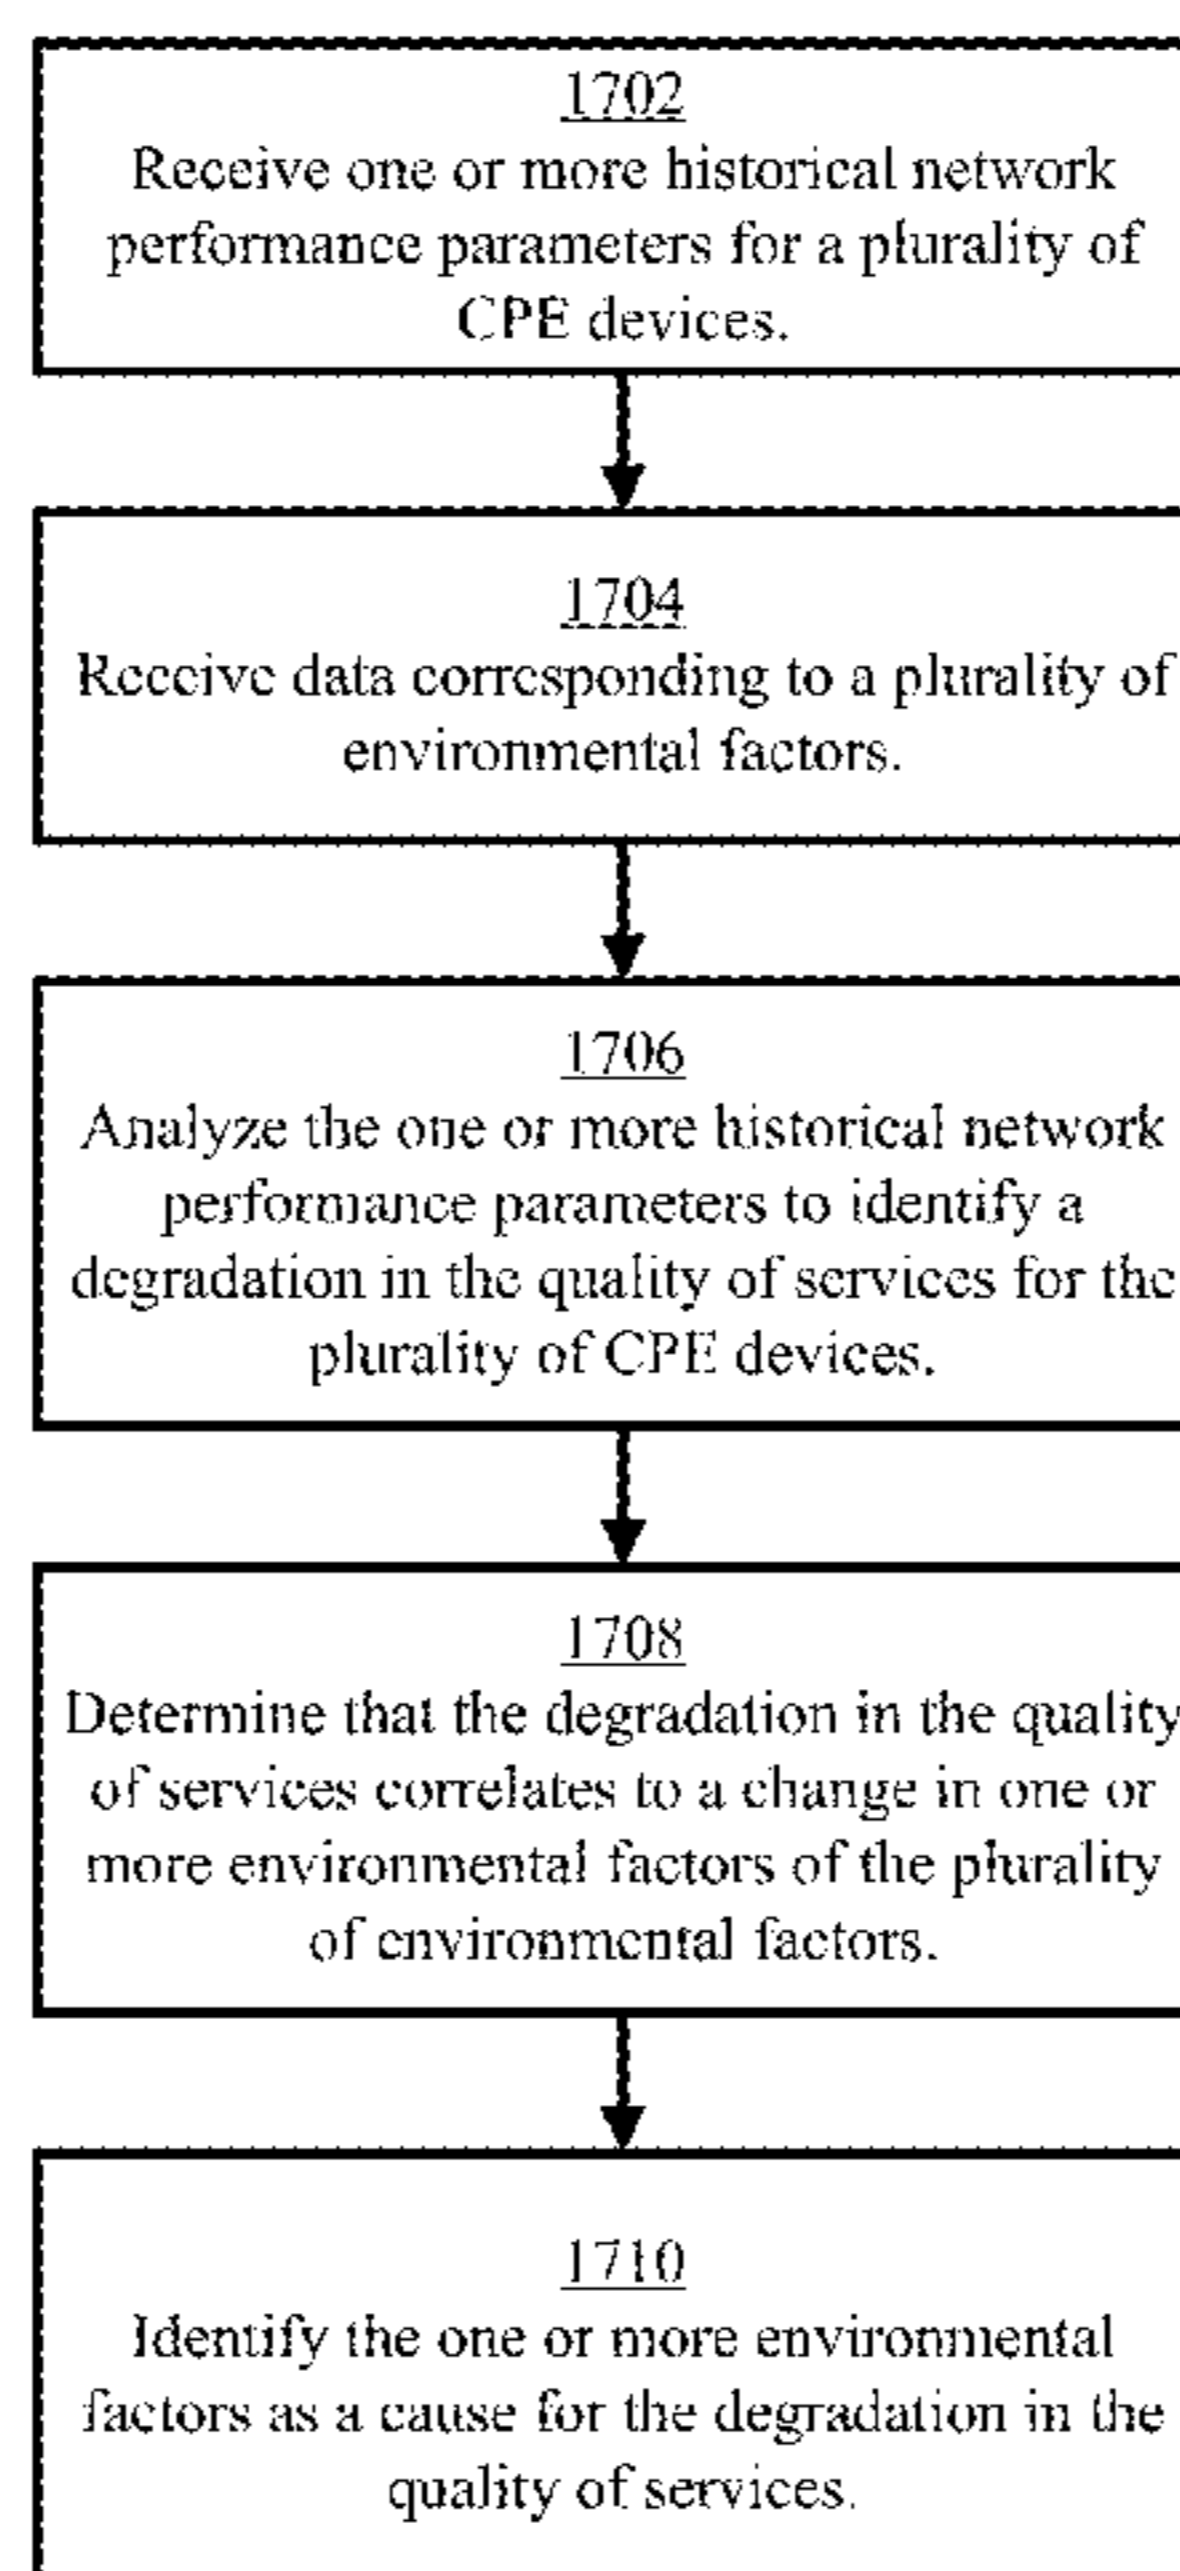 1702
Receive one or more historical network
performance parameters for a plurality of
CPE devices.
1704
Receive data corresponding to a plurality of
environmental factors.
1706
Analyze the one or more historical network
performance parameters to identify a
degradation in the quality of services for the
plurality of CPE devices.
1708
Determine that the degradation in the quality
of services correlates to a change in one or
more environmental factors of the plurality
of environmental factors.
1710
Identify the one or more environmental
factors as a cause for the degradation in the
quality of services.